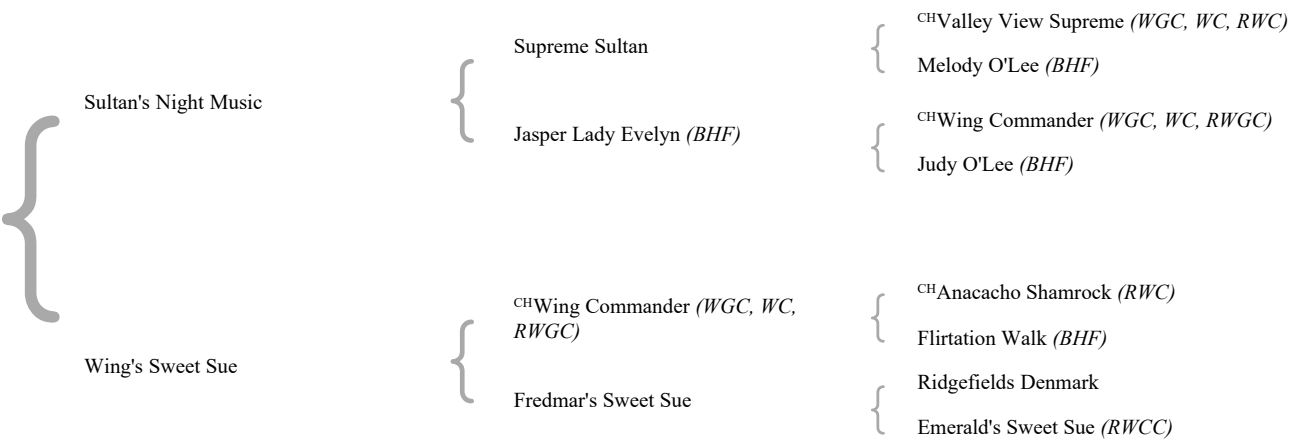 CHValley View Supreme (WGC, WC, RWC)
Supreme Sultan
Melody O'Lee (BHF)
Sultan's Night Music
CHWing Commander (WGC, WC, RWGC)
Jasper Lady Evelyn (BHF)
Judy O'Lee (BHF)
CHAnacacho Shamrock (RWC)
CHWing Commander (WGC, WC,
RWGC)
Flirtation Walk (BHF)
Wing's Sweet Sue
Ridgefields Denmark
Fredmar's Sweet Sue
Emerald's Sweet Sue (RWCC)